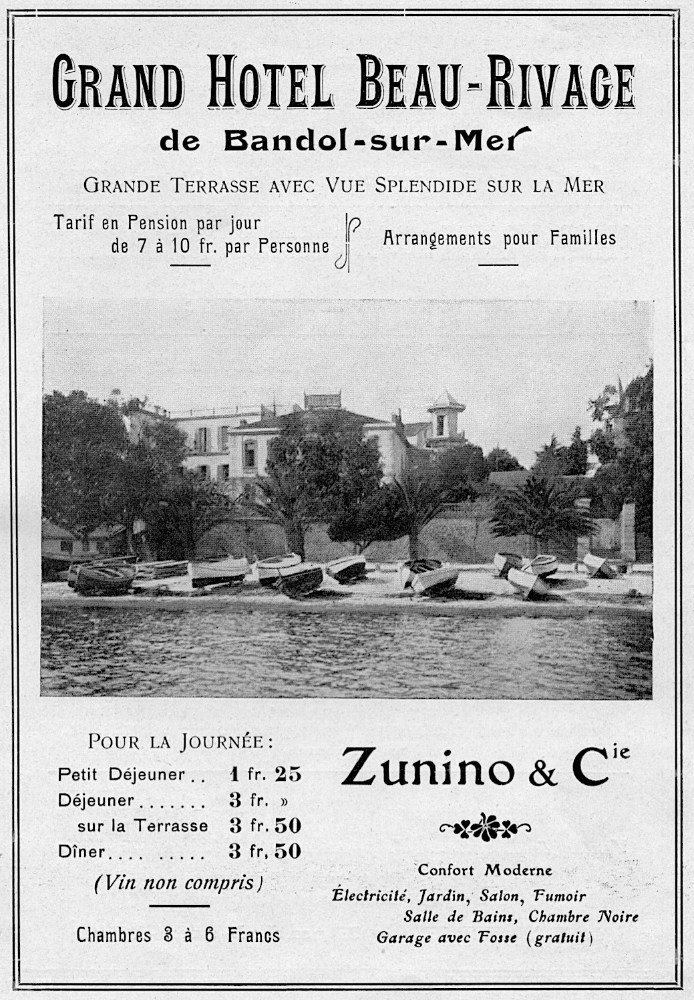 GRAND HOTEL BEAU-RIVAGE
de Bandol-sur-Mer
GRANDE TERRASSE AVEC VUE SPLENDIDE SUR LA MER
Tarif en Pension par jour
de 7 à 10 fr. par Personne
Arrangements pour Familles
POUR LA JOURNÉE:
Petit Déjeuner.. 1 fr. 25
Déjeuner....... 3 fr. »
sur la Terrasse 3 fr. 50
Dîner.... ..... 3 fr, 50
(Vin non compris)
Chambres 3 à 6 Francs
Zunino & Cie
Confort Moderne
Électricité, Jardin, Salon, Fumoir
Salle de Bains, Chambre Noire
Garage avec Fosse (gratuit)